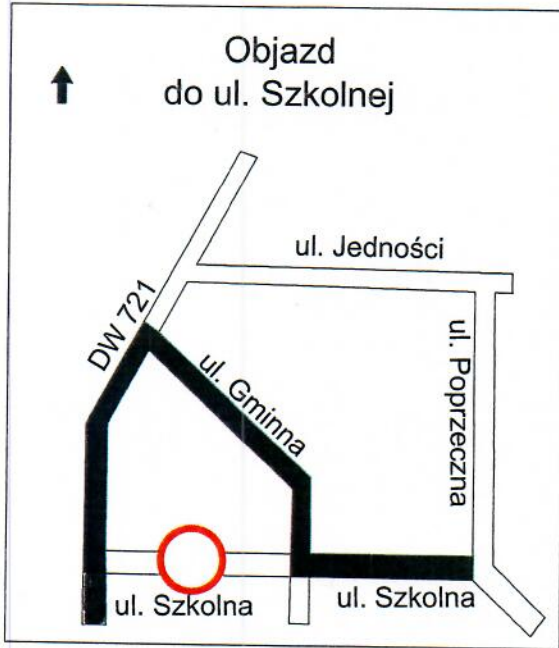 Objazd
do ul. Szkolnej
ul. Jedności
DW 721
ul. Gminna
ul. Poprzeczna
ul. Szkolna
ul. Szkolna